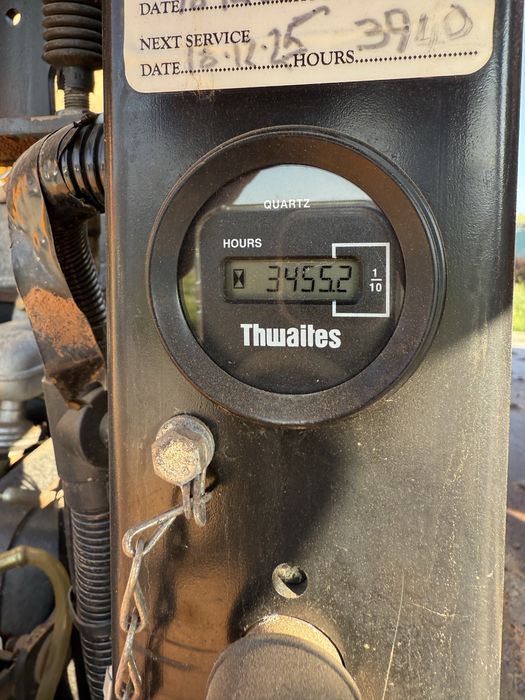 DATE
NEXT SERVICE
DATE 18.12.25 HOURS 3940
QUARTZ
HOURS
3455.2
1/10
Thwaites